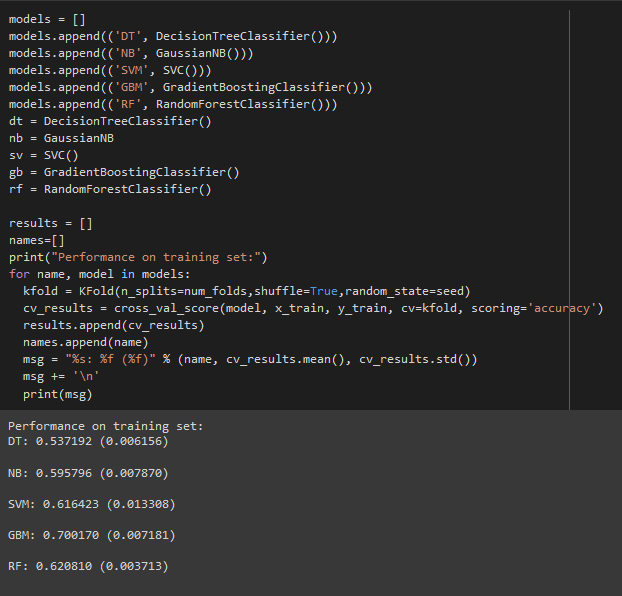 models = []
models.append(('DT', DecisionTreeClassifier()))
models.append(('NB', GaussianNB()))
models.append(('SVM', SVC()))
models.append(('GBM', GradientBoostingClassifier()))
models.append(('RF', RandomForestClassifier()))
dt = DecisionTreeClassifier()
nb = GaussianNB
sv = SVC()
gb = GradientBoostingClassifier()
rf = RandomForestClassifier()
results = []
names=[]
print("Performance on training set:")
for name, model in models:
  kfold = KFold(n_splits=num_folds,shuffle=True,random_state=seed)
  cv_results = cross_val_score(model, x_train, y_train, cv=kfold, scoring='accuracy')
  results.append(cv_results)
  names.append(name)
  msg = "%s: %f (%f)" % (name, cv_results.mean(), cv_results.std())
  msg += '\n'
  print(msg)
Performance on training set:
DT: 0.537192 (0.006156)
NB: 0.595796 (0.007870)
SVM: 0.616423 (0.013308)
GBM: 0.700170 (0.007181)
RF: 0.620810 (0.003713)